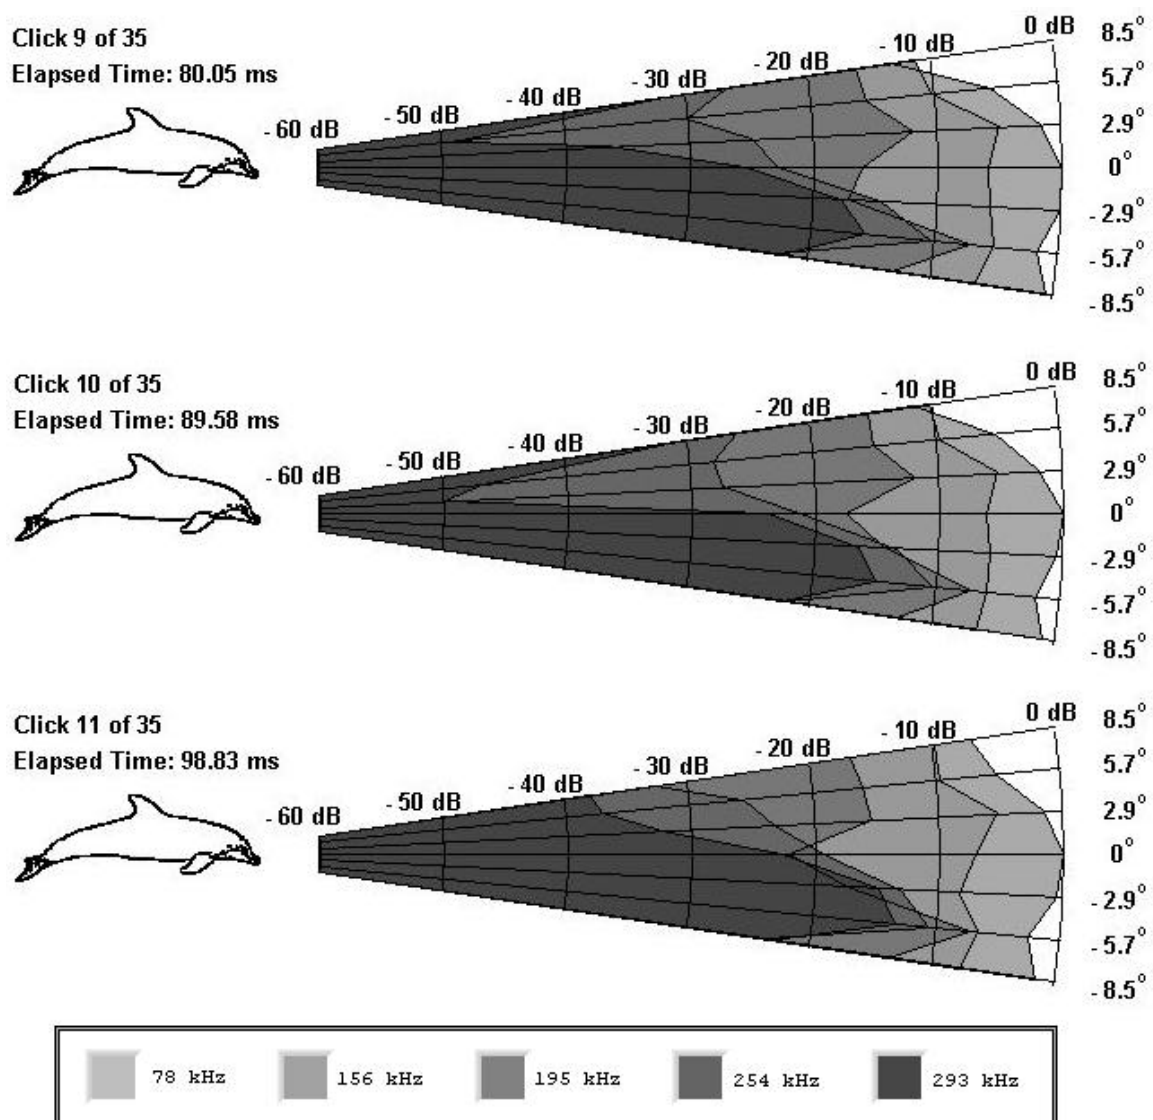 Click 9 of 35
Elapsed Time: 80.05 ms
- 60 dB
- 50 dB
- 40 dB
- 30 dB
- 20 dB
- 10 dB
0 dB
8.5°
5.7°
2.9°
0°
- 2.9°
- 5.7°
- 8.5°
Click 10 of 35
Elapsed Time: 89.58 ms
- 60 dB
- 50 dB
- 40 dB
- 30 dB
- 20 dB
- 10 dB
0 dB
8.5°
5.7°
2.9°
0°
- 2.9°
- 5.7°
- 8.5°
Click 11 of 35
Elapsed Time: 98.83 ms
- 60 dB
- 50 dB
- 40 dB
- 30 dB
- 20 dB
- 10 dB
0 dB
8.5°
5.7°
2.9°
0°
- 2.9°
- 5.7°
- 8.5°
78 kHz 156 kHz 195 kHz 254 kHz 293 kHz